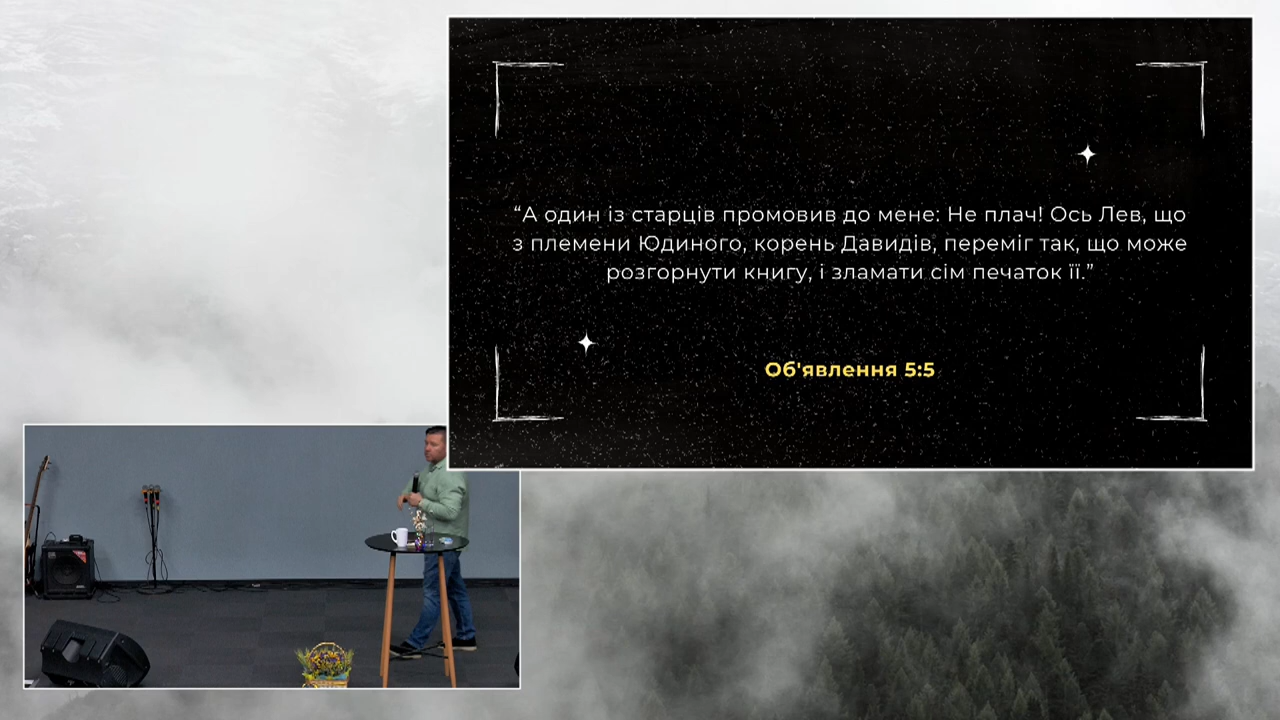 “А один із старців промовив до мене: Не плач! Ось Лев, що
з племени Юдиного, корень Давидів, переміг так, що може
розгорнути книгу, і зламати сім печаток її.”
Об'явлення 5:5